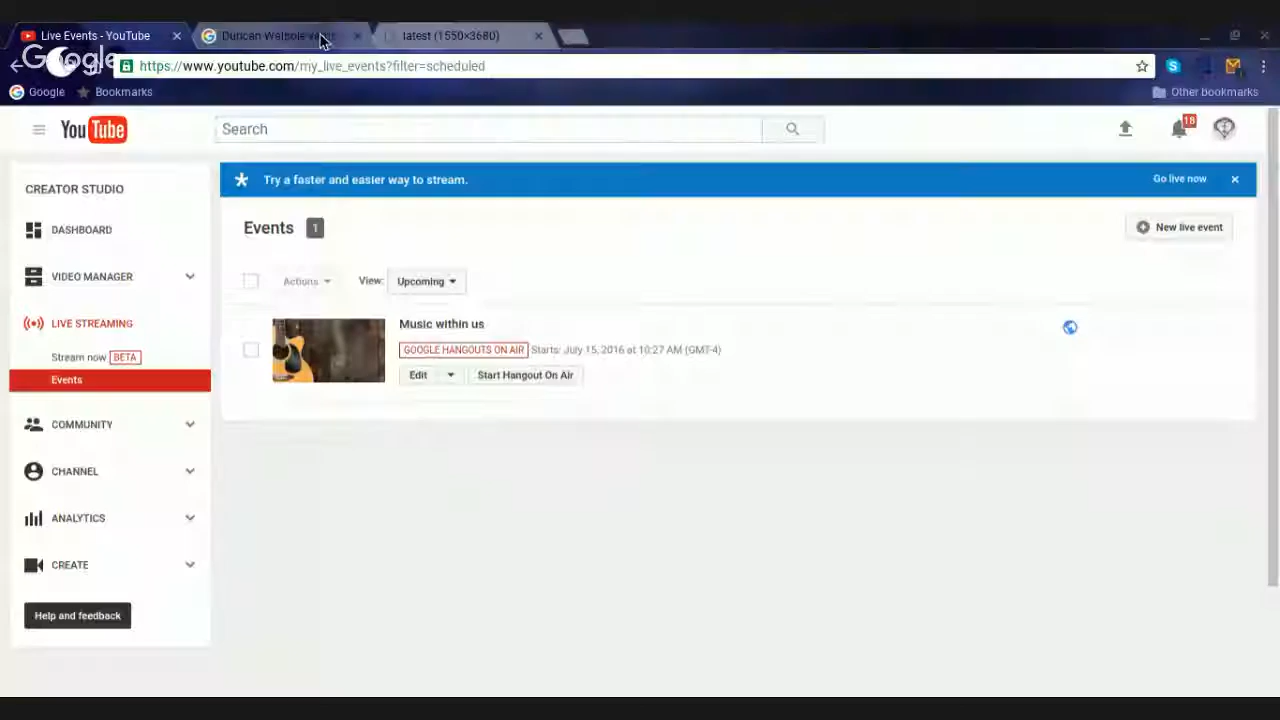 Live Events - YouTube
Duncan Walsole
latest (1550×3680)
Google
https://www.youtube.com/my_live_events?filter=scheduled
Google
Bookmarks
Other bookmarks
YouTube
Search
18
CREATOR STUDIO
DASHBOARD
VIDEO MANAGER
LIVE STREAMING
Stream now BETA
Events
COMMUNITY
CHANNEL
ANALYTICS
CREATE
Help and feedback
Try a faster and easier way to stream.
Go live now
Events 1
New live event
Actions
View: Upcoming
Music within us
GOOGLE HANGOUTS ON AIR Starts: July 15, 2016 at 10:27 AM (GMT-4)
Edit
Start Hangout On Air